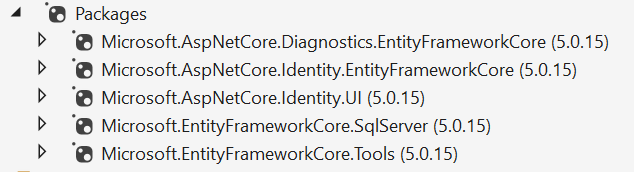 Packages
Microsoft.AspNetCore.Diagnostics.EntityFrameworkCore (5.0.15)
Microsoft.AspNetCore.Identity.EntityFrameworkCore (5.0.15)
Microsoft.AspNetCore.Identity.UI (5.0.15)
Microsoft.EntityFrameworkCore.SqlServer (5.0.15)
Microsoft.EntityFrameworkCore.Tools (5.0.15)